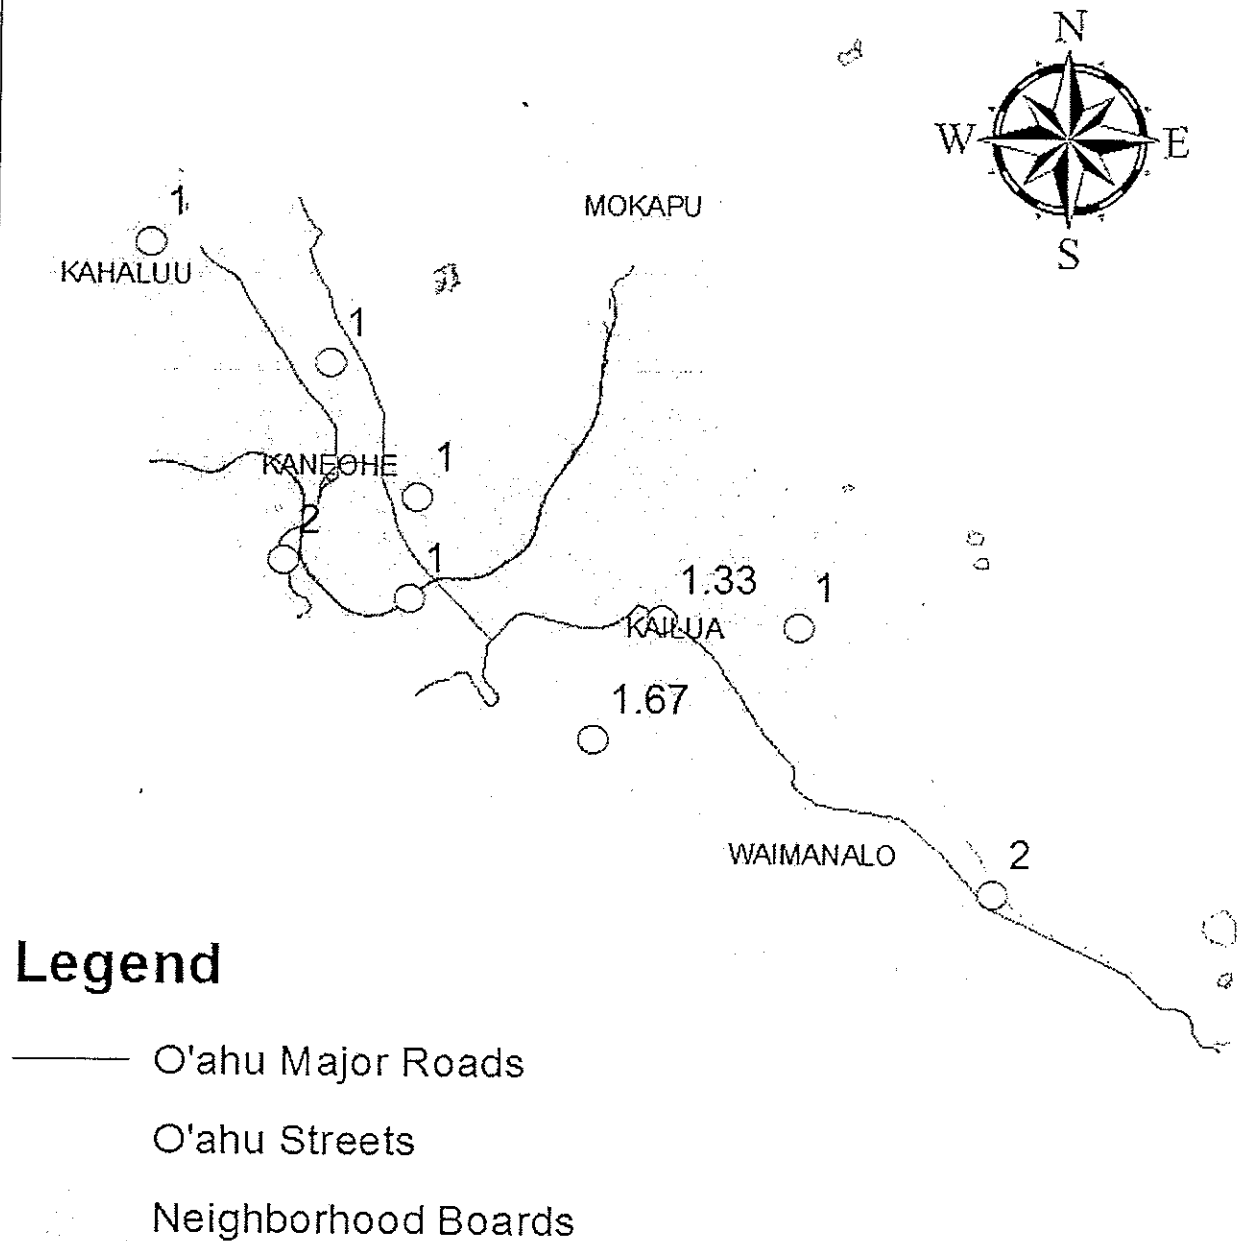 N
W E
S
1
MOKAPU
KAHALUU
1
1
KANEOHE
2
1
1.33
1
KAILUA
1.67
WAIMANALO
2
Legend
O'ahu Major Roads
O'ahu Streets
Neighborhood Boards